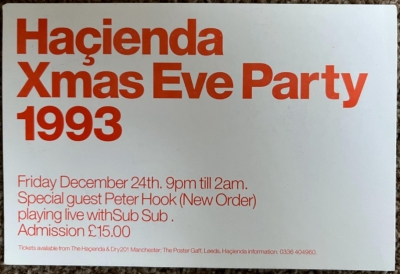 Haçienda
Xmas Eve Party
1993
Friday December 24th. 9pm till 2am.
Special guest Peter Hook (New Order)
playing live withSub Sub .
Admission £15.00
Tickets available from The Haçienda & Dry201 Manchester, The Poster Gaff. Leeds, Haçienda information. 0336 404960.